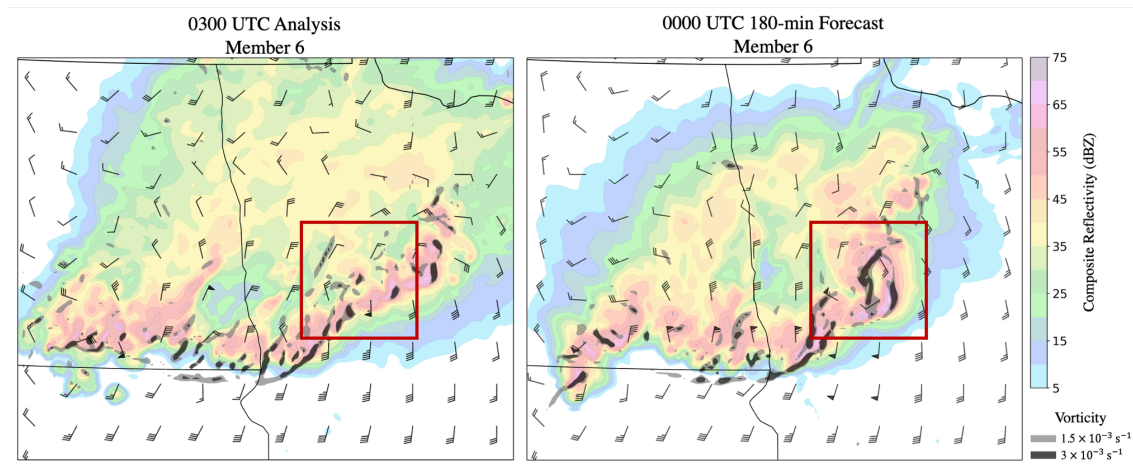 0300 UTC Analysis
Member 6
0000 UTC 180-min Forecast
Member 6
75
65
55
45
35
25
15
5
Composite Reflectivity (dBZ)
Vorticity
1.5 × 10⁻³ s⁻¹
3 × 10⁻³ s⁻¹